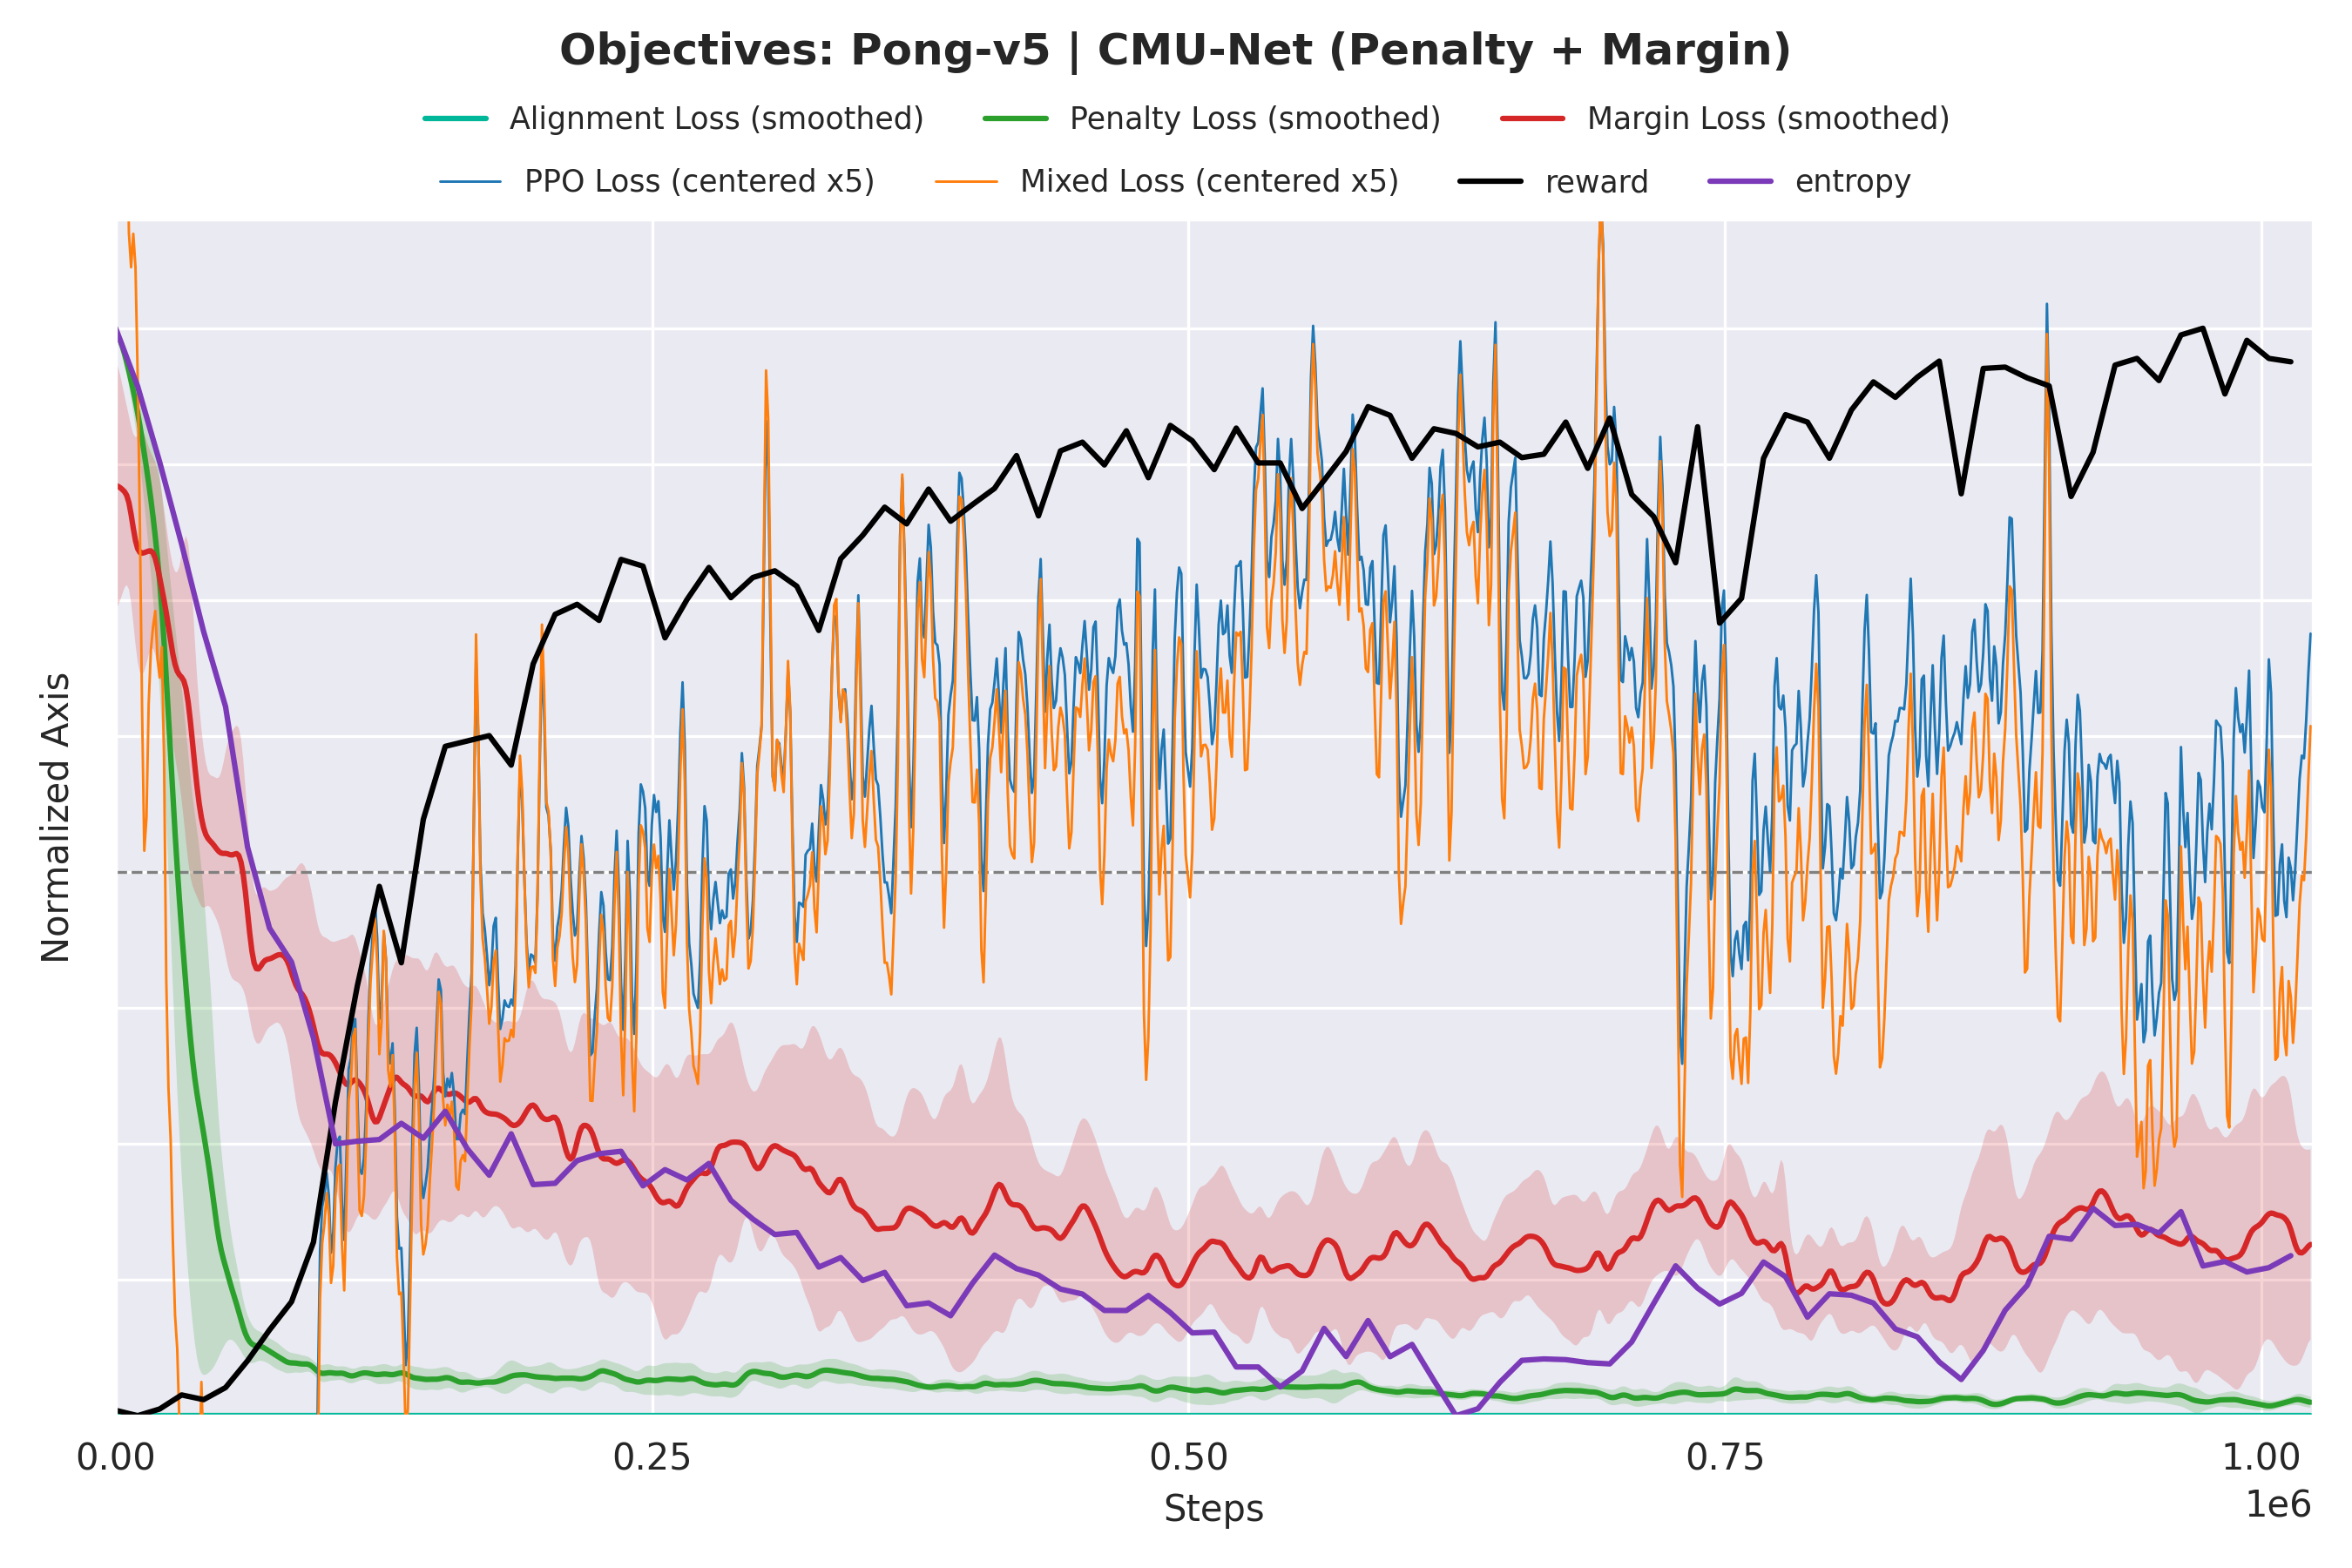 Objectives: Pong-v5 | CMU-Net (Penalty + Margin)
Alignment Loss (smoothed) Penalty Loss (smoothed) Margin Loss (smoothed)
PPO Loss (centered x5) Mixed Loss (centered x5) reward entropy
Normalized Axis
0.00 0.25 0.50 0.75 1.00
Steps
1e6